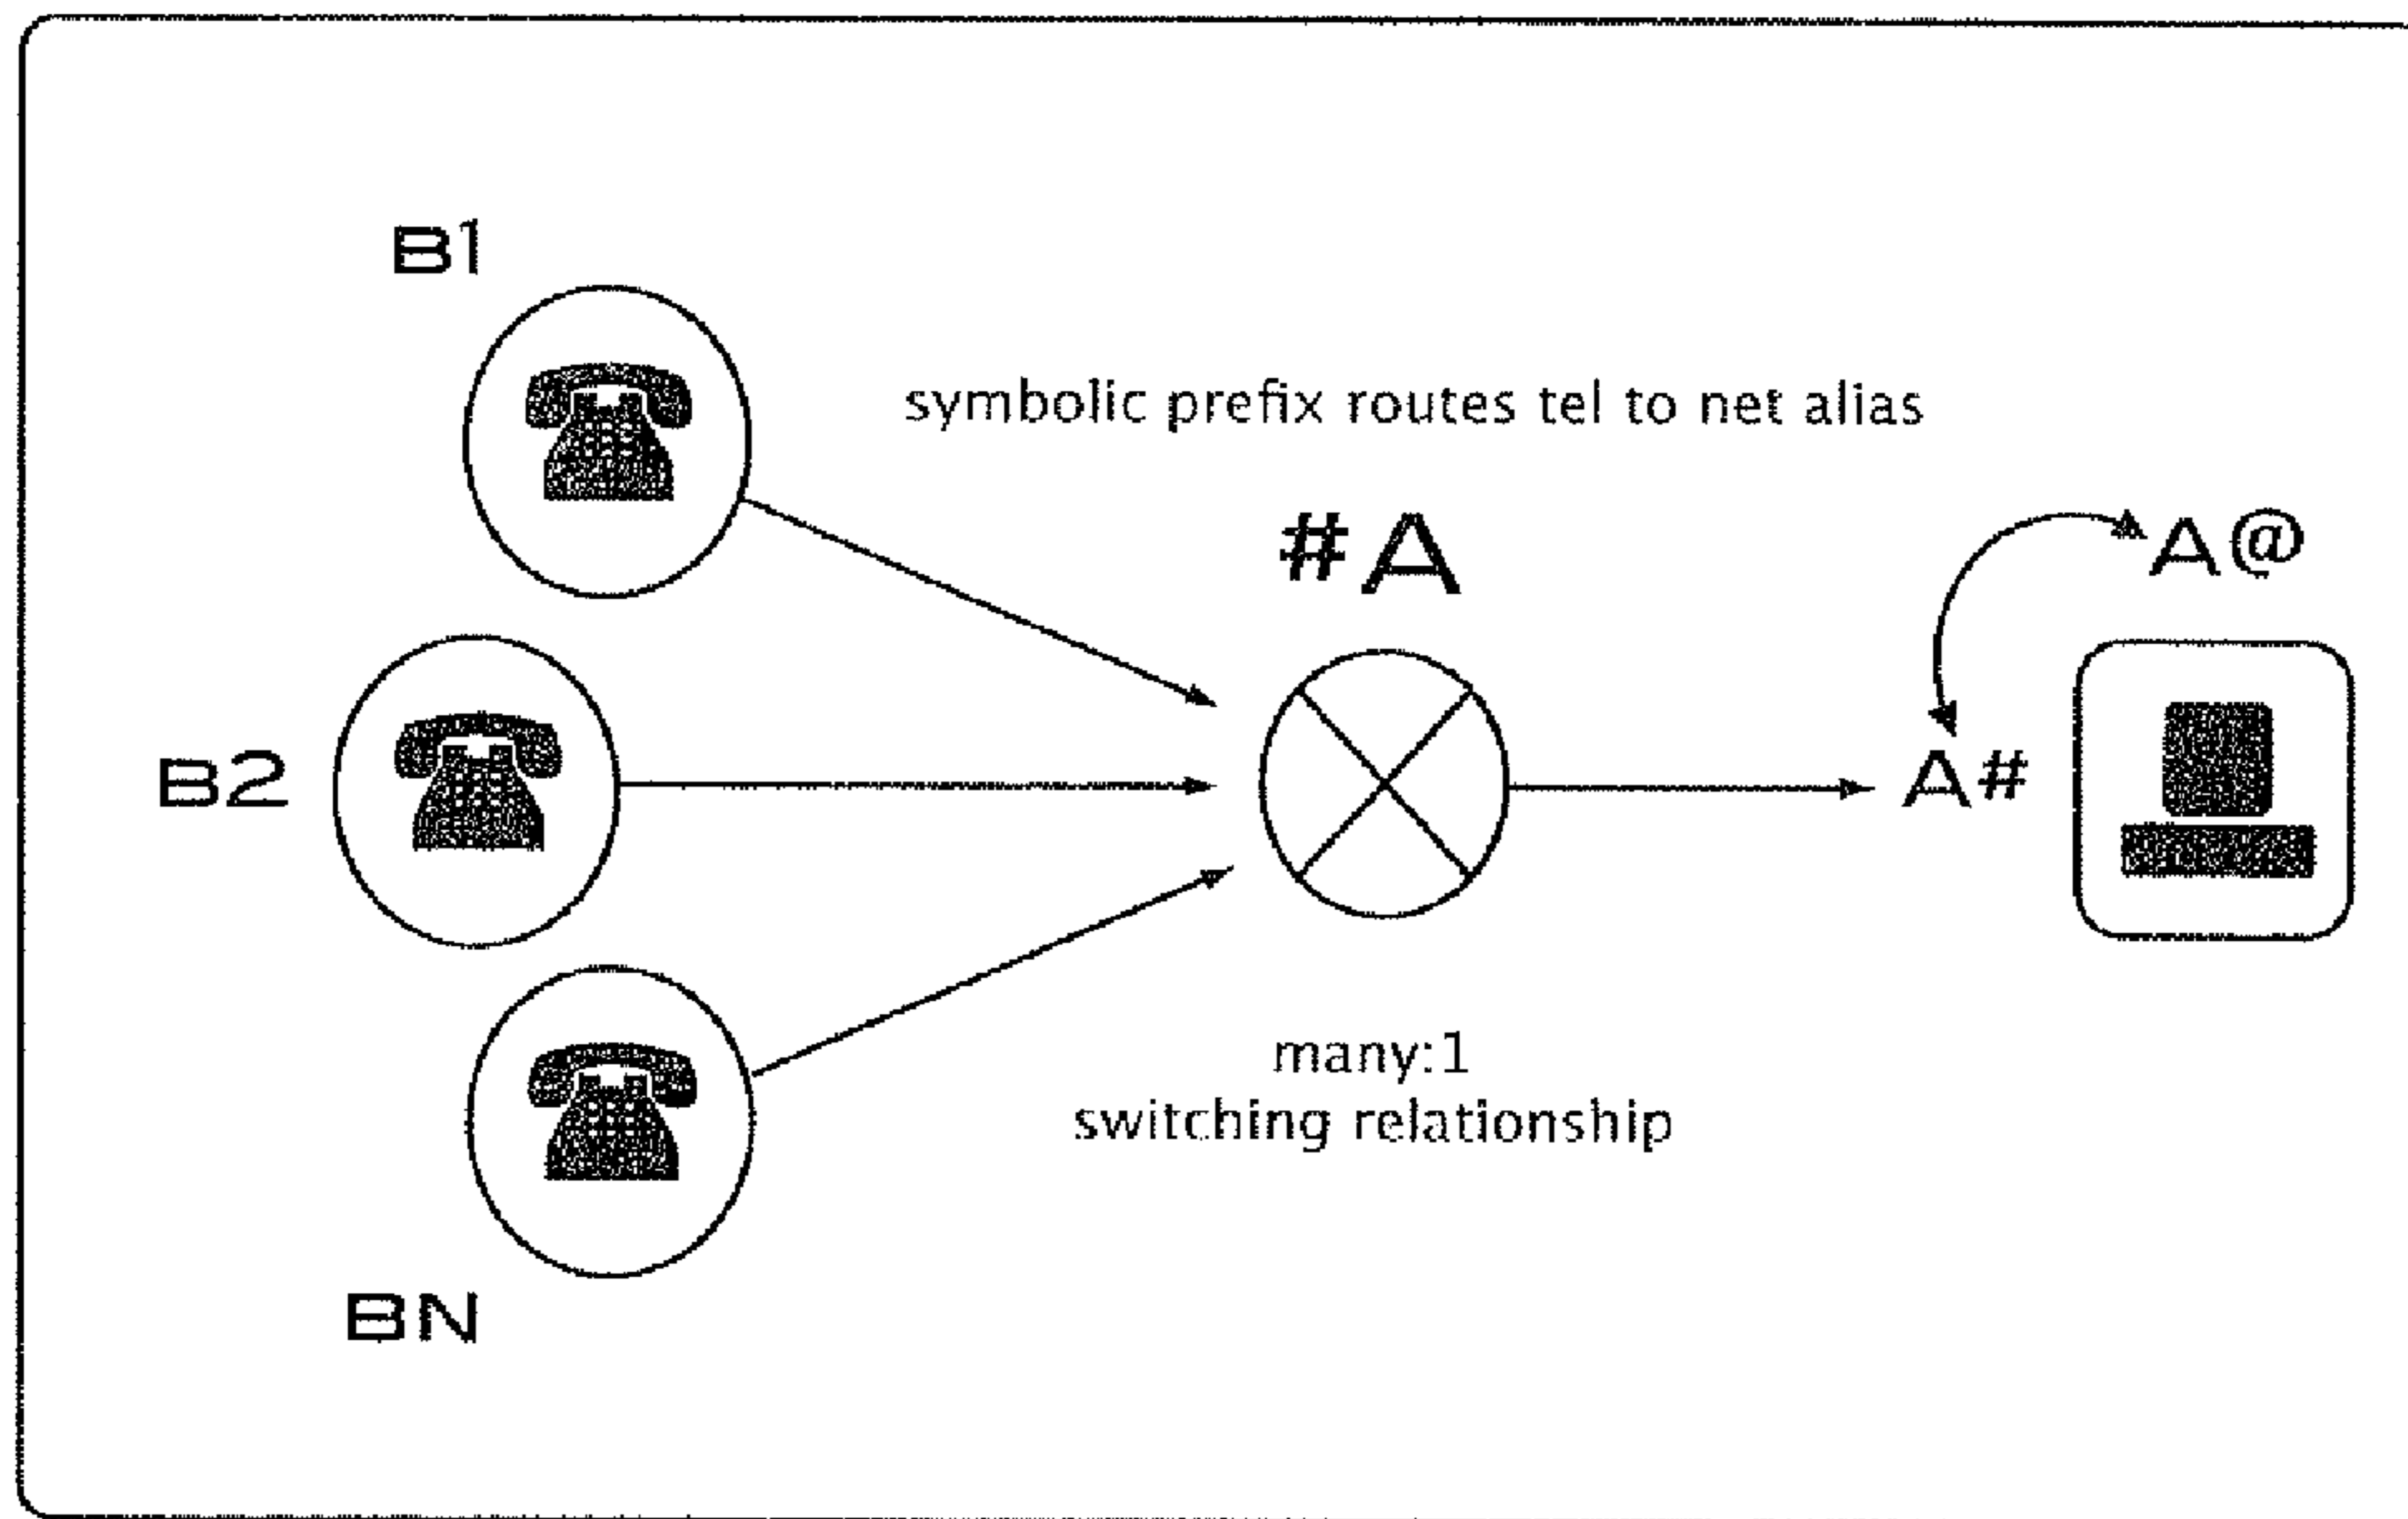 B1
symbolic prefix routes tel to net alias
#A
A@
B2
A#
many:1
switching relationship
BN